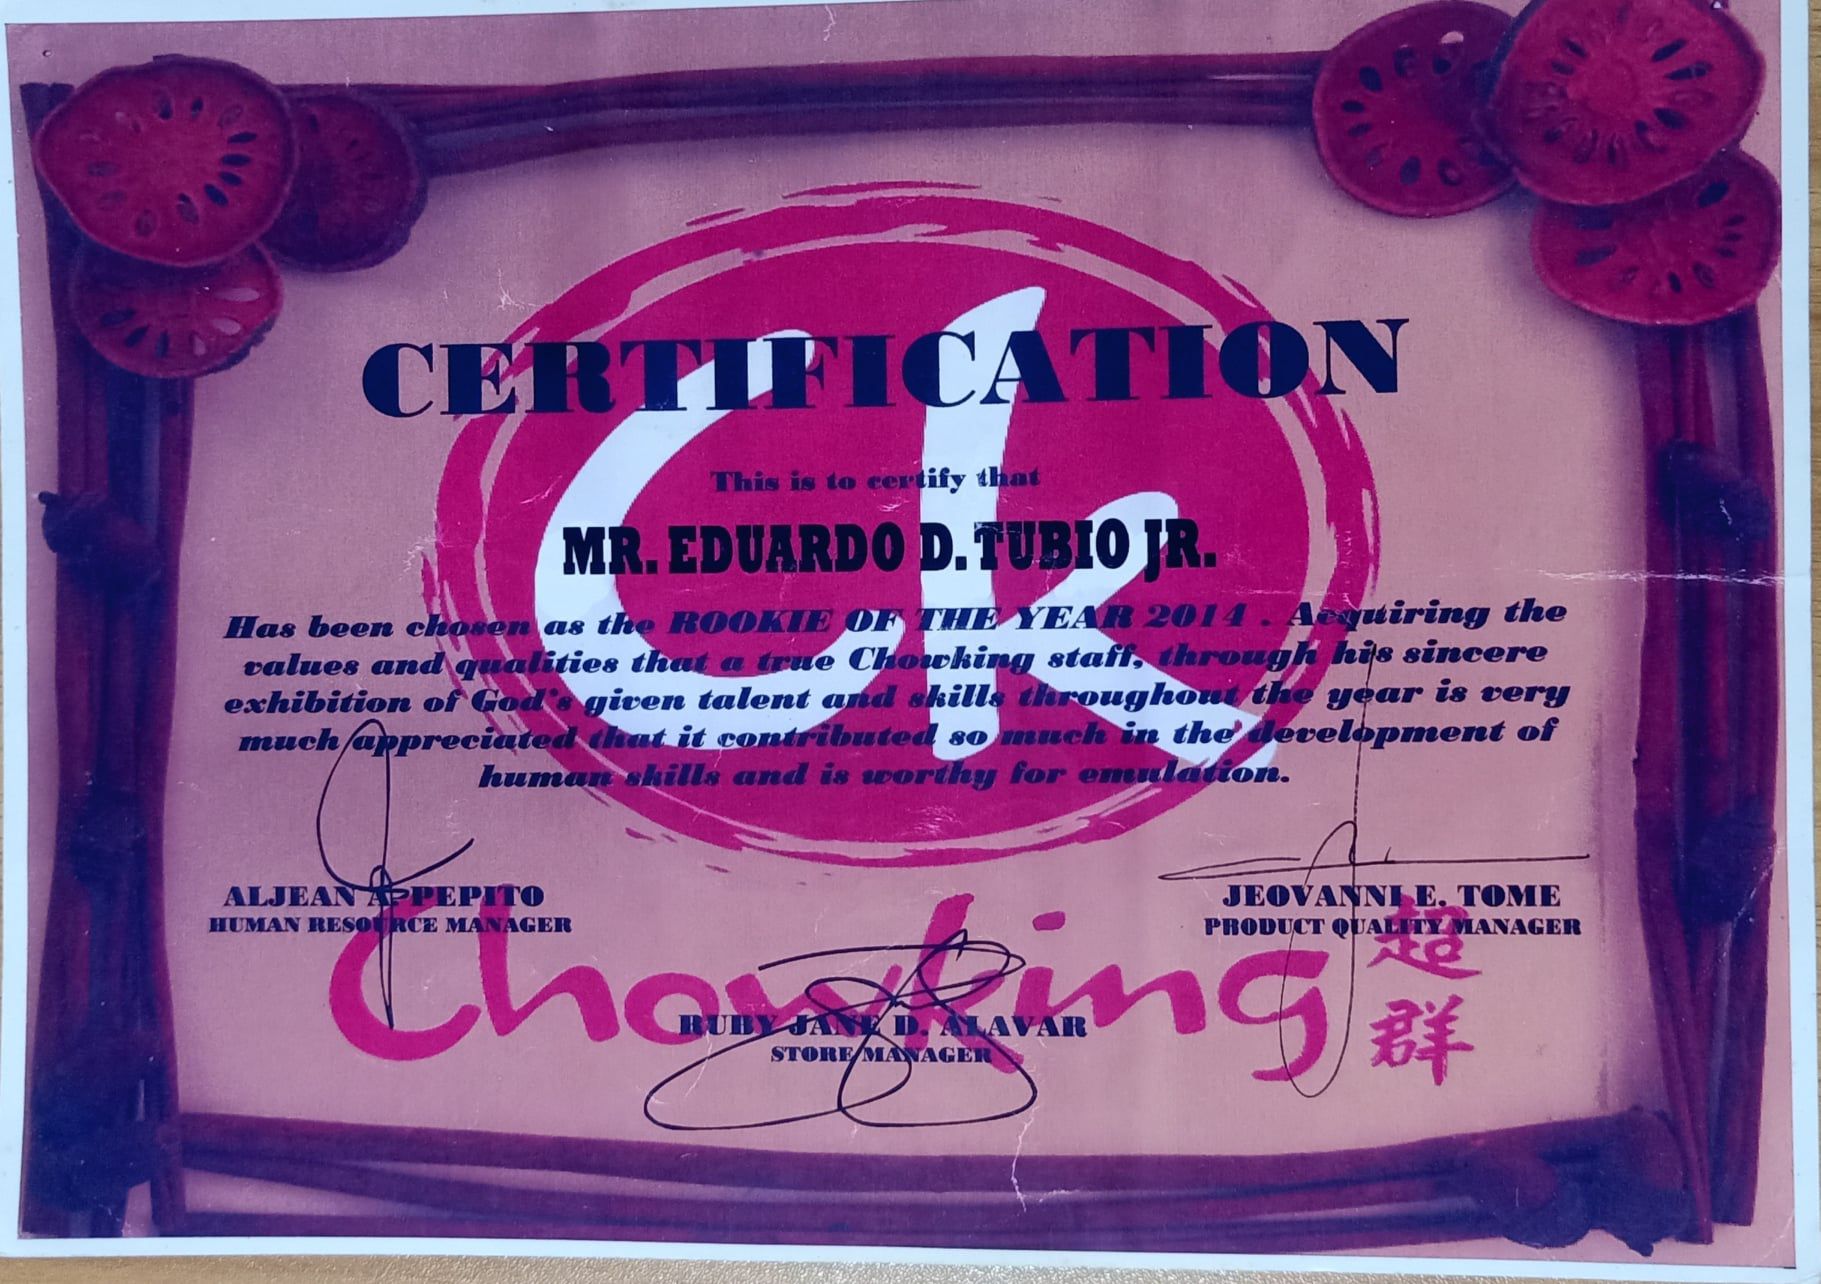 CERTIFICATION
This is to certify that
MR. EDUARDO D. TUBIO JR.
Has been chosen as the ROOKIE OF THE YEAR 2014 . Acquiring the
values and qualities that a true Chowking staff, through his sincere
exhibition of God's given talent and skills throughout the year is very
much appreciated that it contributed so much in the development of
human skills and is worthy for emulation.
ck
ALJEAN A. PEPITO
HUMAN RESOURCE MANAGER
JEOVANNI E. TOME
PRODUCT QUALITY MANAGER
Chowking
超
群
RUBY JANE D. ALAVAR
STORE MANAGER